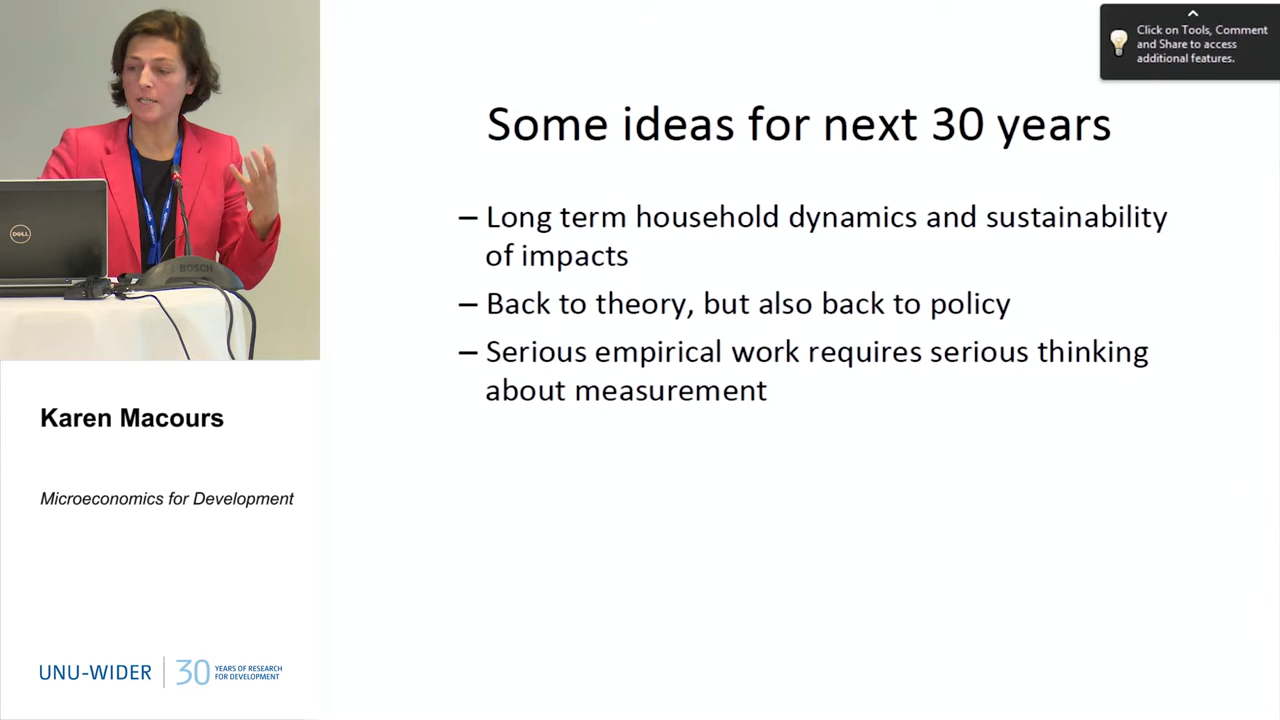 Click on Tools, Comment
and Share to access
additional features.
Some ideas for next 30 years
– Long term household dynamics and sustainability
of impacts
– Back to theory, but also back to policy
– Serious empirical work requires serious thinking
about measurement
DELL
BOSCH
Karen Macours
Microeconomics for Development
UNU-WIDER
30 YEARS OF RESEARCH
FOR DEVELOPMENT